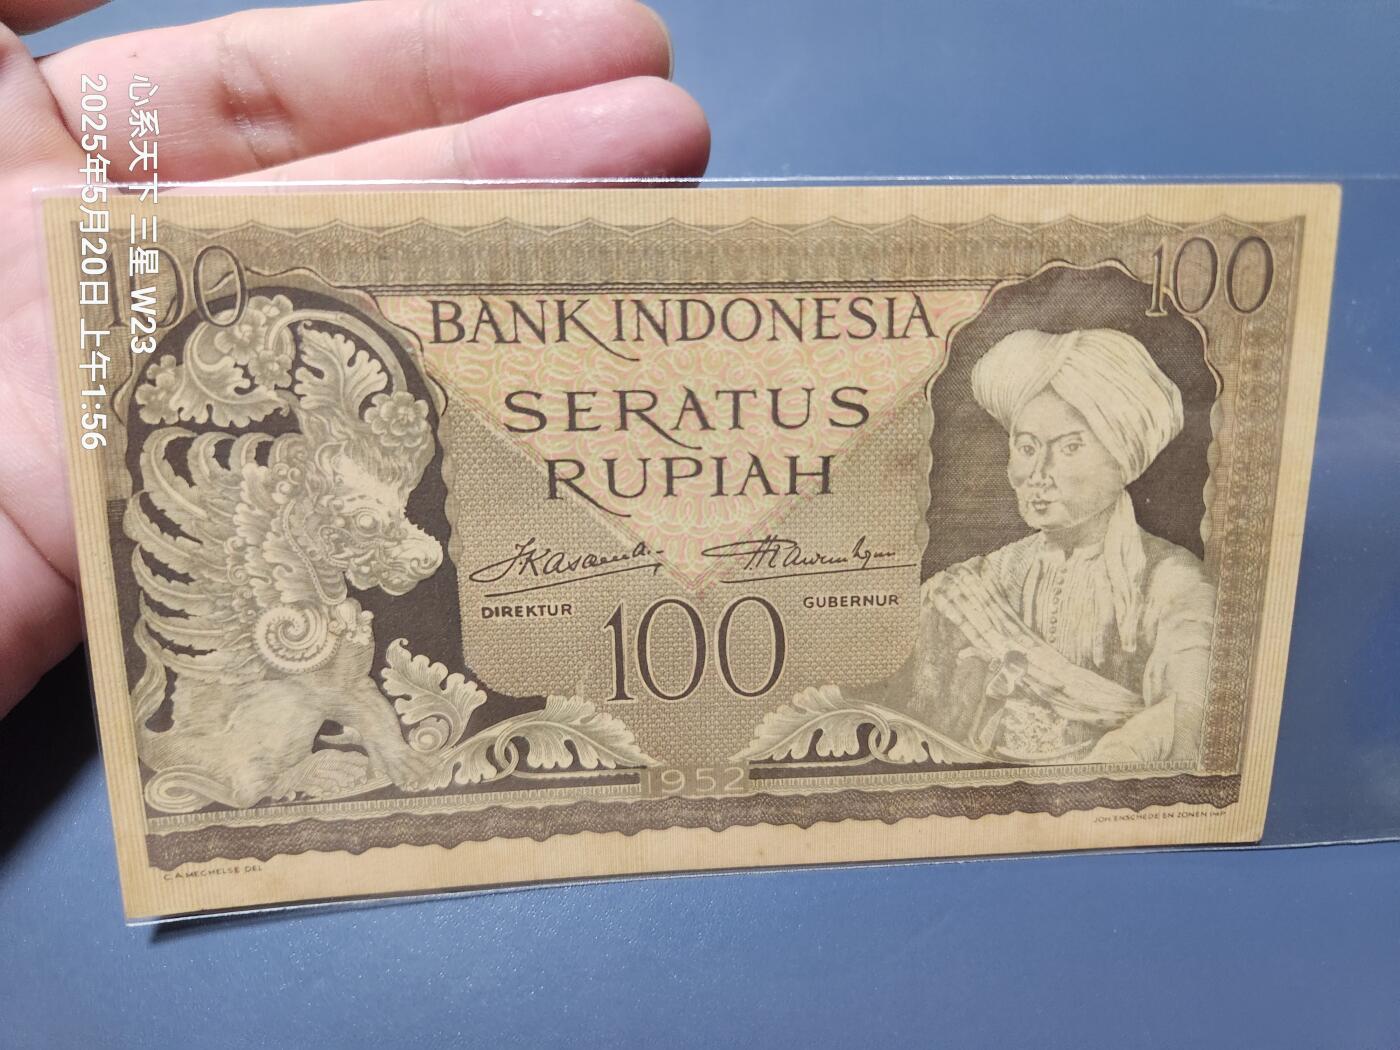 心系天下 三星 W23
2025年5月20日 上午1:56
100
100
BANK INDONESIA
SERATUS
RUPIAH
DIREKTUR
GUBERNUR
100
1952
C.A. MECHELSE DEL
JOH. ENSCHEDÉ EN ZONEN IMP.